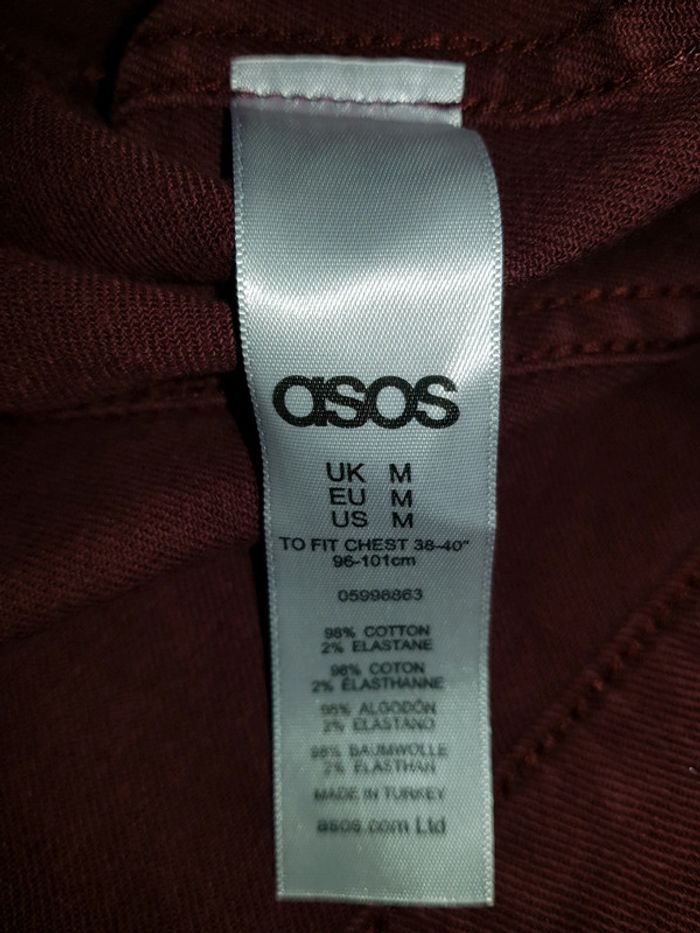 asos
UK M
EU M
US M
TO FIT CHEST 38-40"
96-101cm
05998863
98% COTTON
2% ELASTANE
98% COTON
2% ÉLASTHANNE
98% ALGODÓN
2% ELASTANO
98% BAUMWOLLE
2% ELASTHAN
MADE IN TURKEY
asos.com Ltd